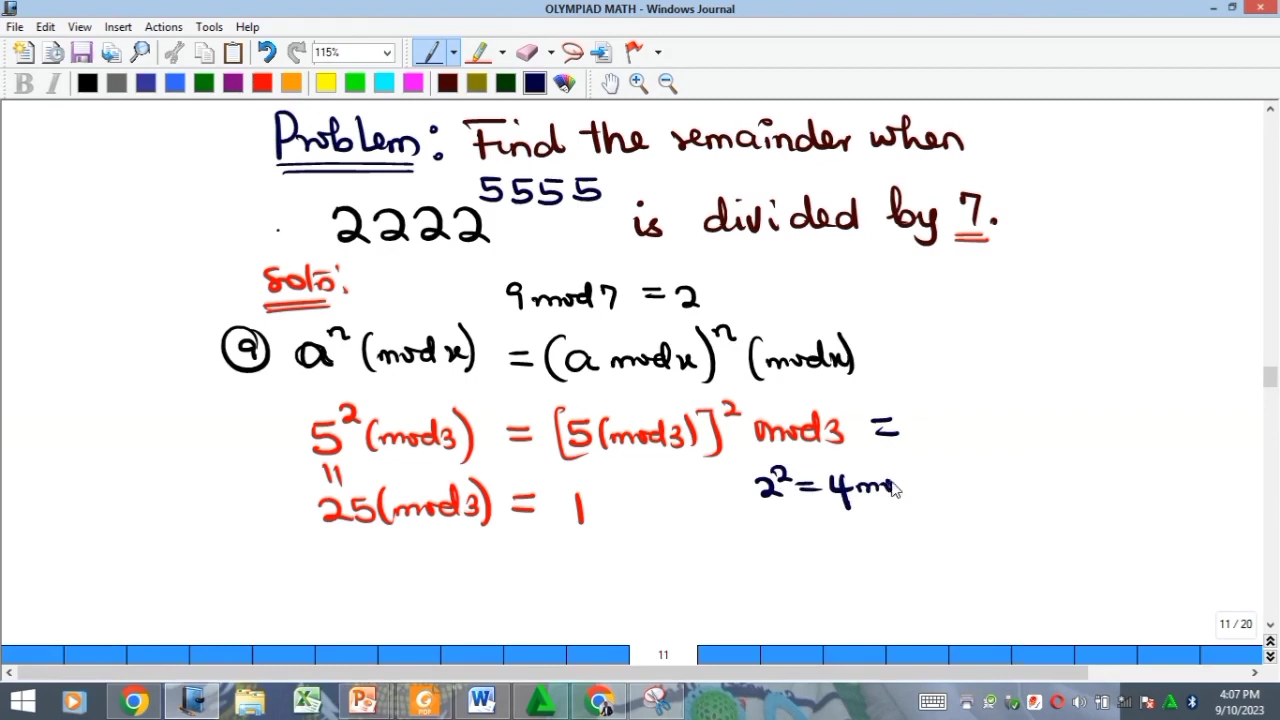 OLYMPIAD MATH - Windows Journal
File Edit View Insert Actions Tools Help
115%
B I
Problem: Find the remainder when
2222^5555 is divided by 7.
Soln:
9 mod 7 = 2
ⓐ a^n (mod x) = (a mod x)^n (mod x)
5^2 (mod 3) = [5 (mod 3)]^2 mod 3 =
=
2^2 = 4 mo
25 (mod 3) = 1
11 / 20
11
4:07 PM
9/10/2023